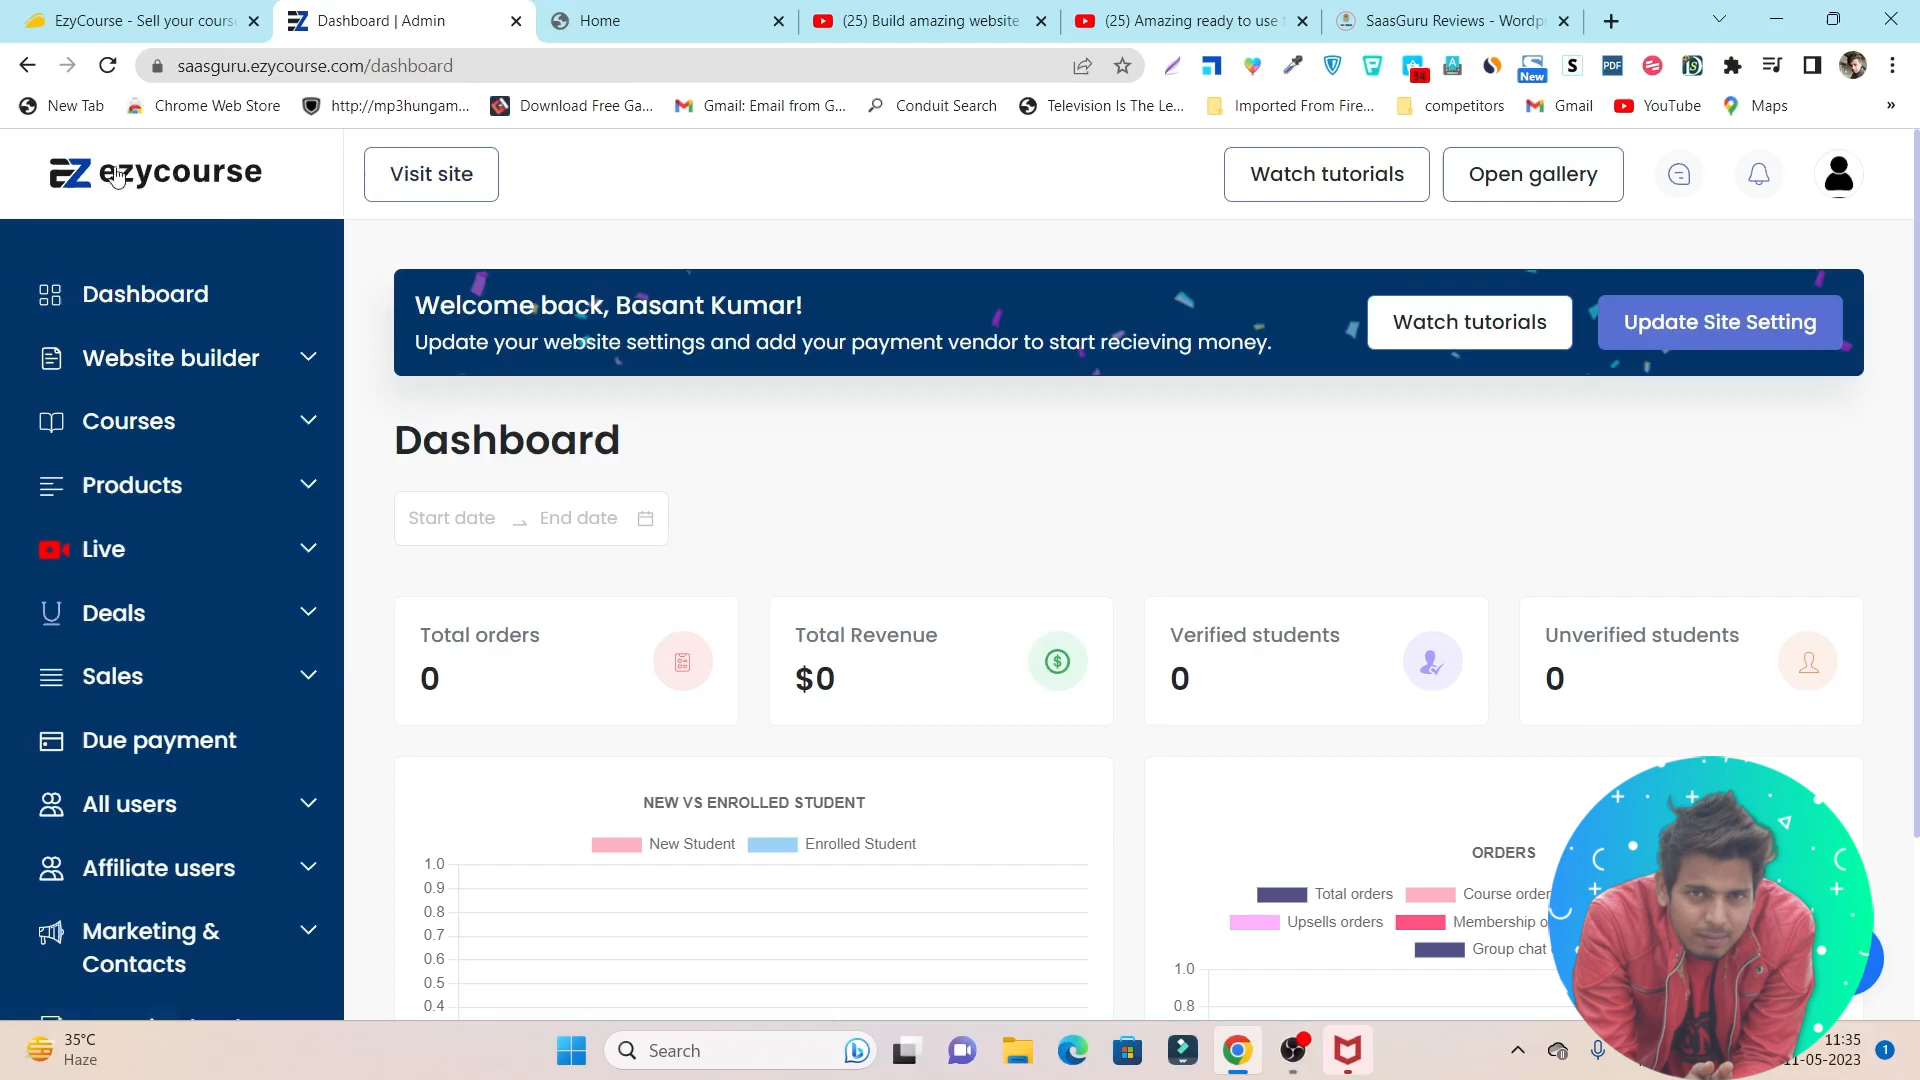 EzyCourse - Sell your cours
Dashboard | Admin
Home
(25) Build amazing website
(25) Amazing ready to use
SaasGuru Reviews - Wordp
saasguru.ezycourse.com/dashboard
34
New
PDF
New Tab
Chrome Web Store
http://mp3hungam...
Download Free Ga...
Gmail: Email from G...
Conduit Search
Television Is The Le...
Imported From Fire...
competitors
Gmail
YouTube
Maps
»
EZ ezycourse
Visit site
Watch tutorials
Open gallery
Dashboard
Website builder
Courses
Products
Live
Deals
Sales
Due payment
All users
Affiliate users
Marketing &
Contacts
Welcome back, Basant Kumar!
Update your website settings and add your payment vendor to start recieving money.
Watch tutorials
Update Site Setting
Dashboard
Start date
End date
Total orders
0
Total Revenue
$0
Verified students
0
Unverified students
0
NEW VS ENROLLED STUDENT
New Student
Enrolled Student
1.0
0.9
0.8
0.7
0.6
0.5
0.4
ORDERS
Total orders
Course order
Upsells orders
Membership o
Group chat
1.0
0.8
35°C
Haze
Search
11:35
11-05-2023
1